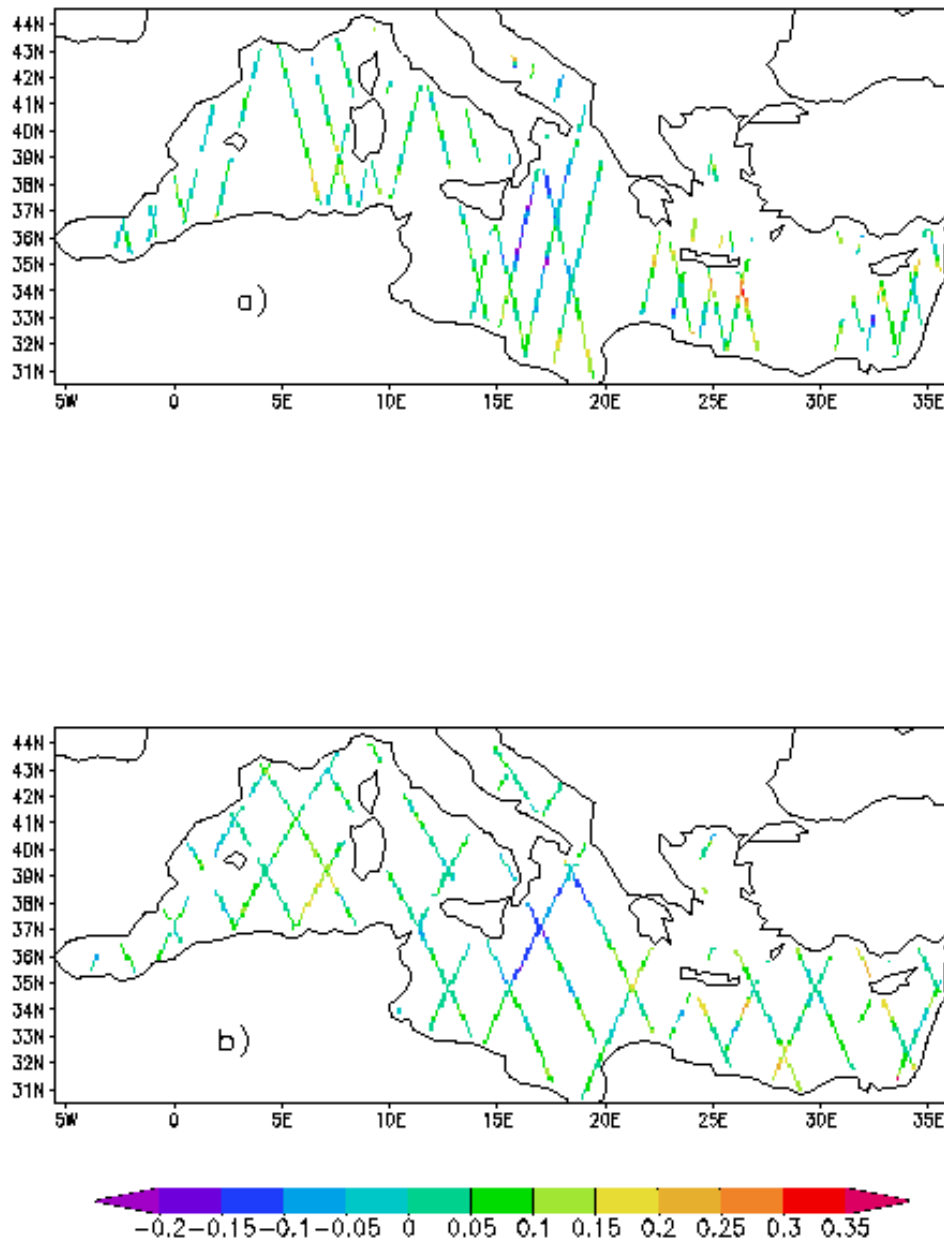 44N
43N
42N
41N
40N
39N
38N
37N
36N
35N
34N
33N
32N
31N
a)
5W 0 5E 10E 15E 20E 25E 30E 35E
44N
43N
42N
41N
40N
39N
38N
37N
36N
35N
34N
33N
32N
31N
b)
5W 0 5E 10E 15E 20E 25E 30E 35E
-0.2 -0.15 -0.1 -0.05 0 0.05 0.1 0.15 0.2 0.25 0.3 0.35